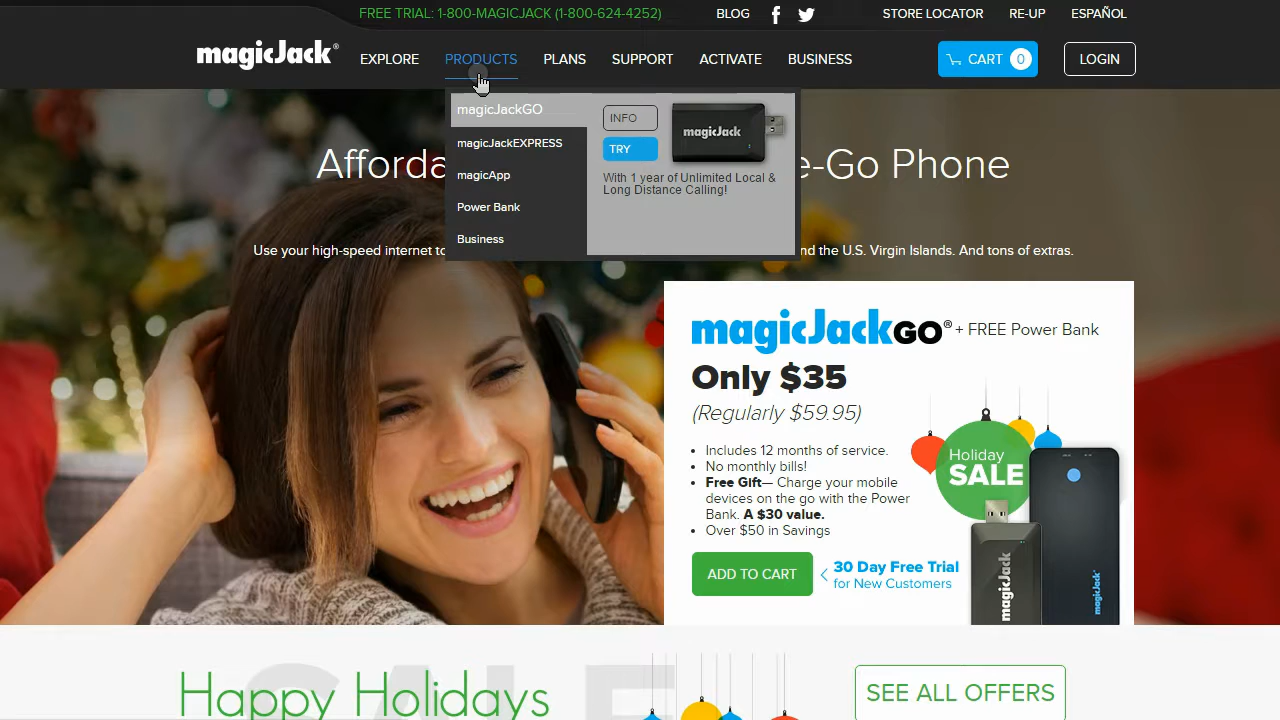 FREE TRIAL: 1-800-MAGICJACK (1-800-624-4252)
BLOG
STORE LOCATOR
RE-UP
ESPAÑOL
magicJack®
EXPLORE
PRODUCTS
PLANS
SUPPORT
ACTIVATE
BUSINESS
CART 0
LOGIN
magicJackGO
magicJackEXPRESS
magicApp
Power Bank
Business
INFO
TRY
magicJack
With 1 year of Unlimited Local &
Long Distance Calling!
Afforda
e-Go Phone
Use your high-speed internet to
nd the U.S. Virgin Islands. And tons of extras.
magicJackGO® + FREE Power Bank
Only $35
(Regularly $59.95)
• Includes 12 months of service.
• No monthly bills!
• Free Gift— Charge your mobile
devices on the go with the Power
Bank. A $30 value.
• Over $50 in Savings
Holiday
SALE
ADD TO CART
30 Day Free Trial
for New Customers
magicJack
magicJack
SALE
Happy Holidays
SEE ALL OFFERS